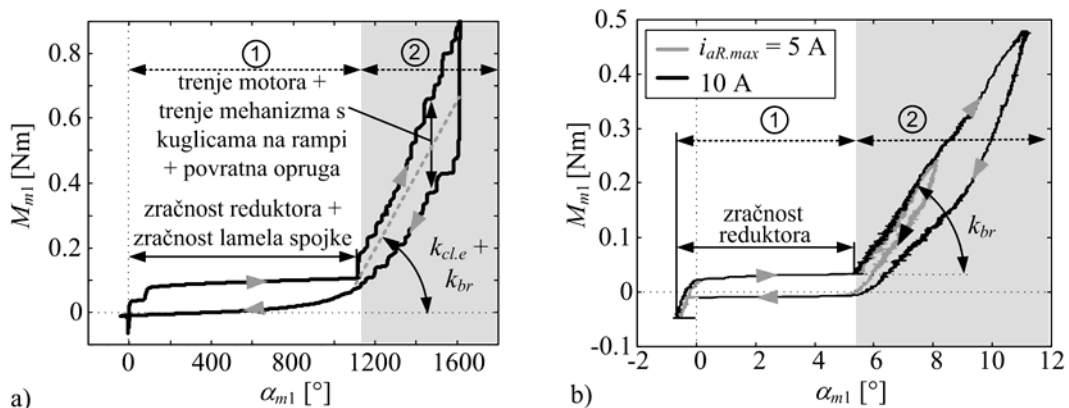 a)
0.8
0.6
0.4
0.2
0
M_m1 [Nm]
1
2
trenje motora +
trenje mehanizma s
kuglicama na rampi
+ povratna opruga
zračnost reduktora +
zračnost lamela spojke
k_cl.e +
k_br
0 400 800 1200 1600
α_m1 [°]
b)
0.5
0.4
0.3
0.2
0.1
0
-0.1
M_m1 [Nm]
i_aR.max = 5 A
10 A
1
2
zračnost
reduktora
k_br
-2 0 2 4 6 8 10 12
α_m1 [°]